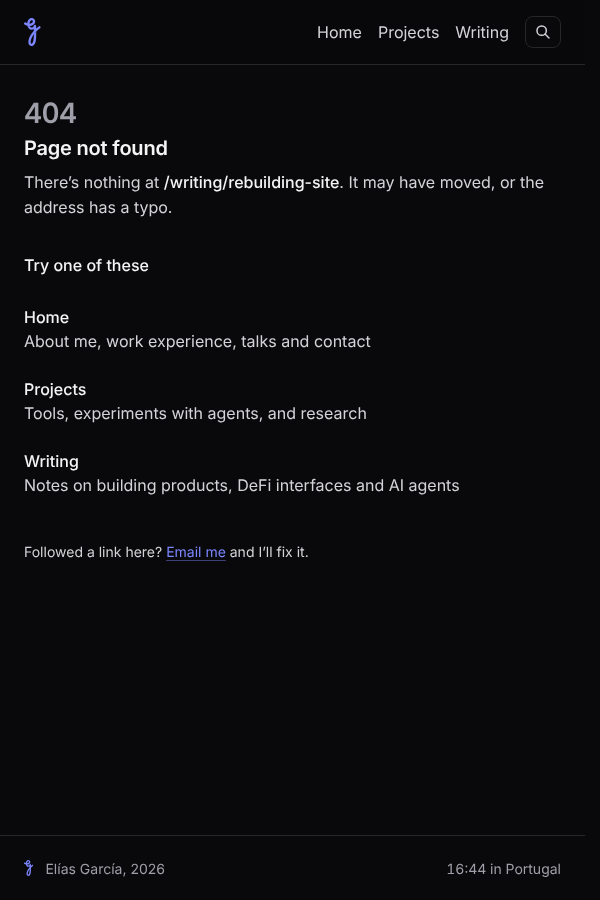 Home Projects Writing
404
Page not found
There’s nothing at /writing/rebuilding-site. It may have moved, or the
address has a typo.
Try one of these
Home
About me, work experience, talks and contact
Projects
Tools, experiments with agents, and research
Writing
Notes on building products, DeFi interfaces and AI agents
Followed a link here? Email me and I’ll fix it.
Elías García, 2026
16:44 in Portugal